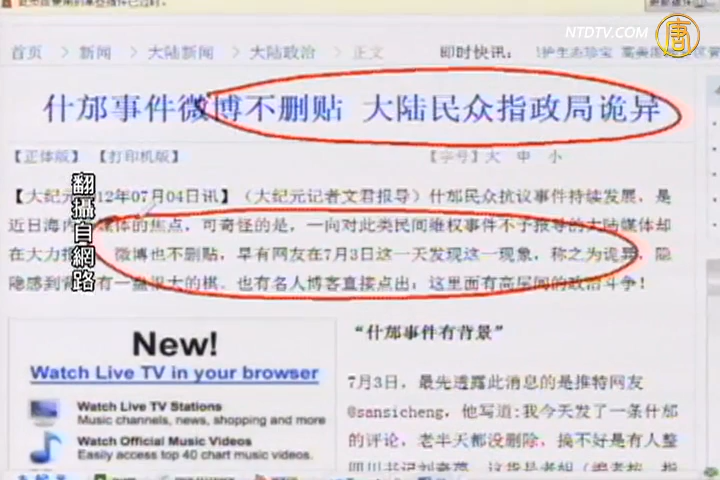 NTDTV.COM
唐
首页 > 新闻 > 大陆新闻 > 大陆政治 > 正文 即时快讯：
什邡事件微博不删贴 大陆民众指政局诡异
【正体版】【打印机版】 【字号】大 中 小
翻攝自網路
【大纪元 12年07月04日讯】（大纪元记者文君报导）什邡民众抗议事件持续发展，是
近日海内 媒体的焦点，可奇怪的是，一向对此类民间维权事件不予报导的大陆媒体却
在大力报 微博也不删贴，早有网友在7月3日这一天发现这一现象，称之为诡异，隐
隐感到背 有一盘很大的棋。也有名人博客直接点出：这里面有高层间的政治斗争！
New!
Watch Live TV in your browser
Watch Live TV Stations
Music channels, news, shopping and more
Watch Official Music Videos
Easily access top 40 chart music videos.
“什邡事件有背景”
7月3日，最先透露此消息的是推特网友
@sansicheng，他写道:我今天发了一条什邡
的评论，老半天都没删除，搞不好是有人整